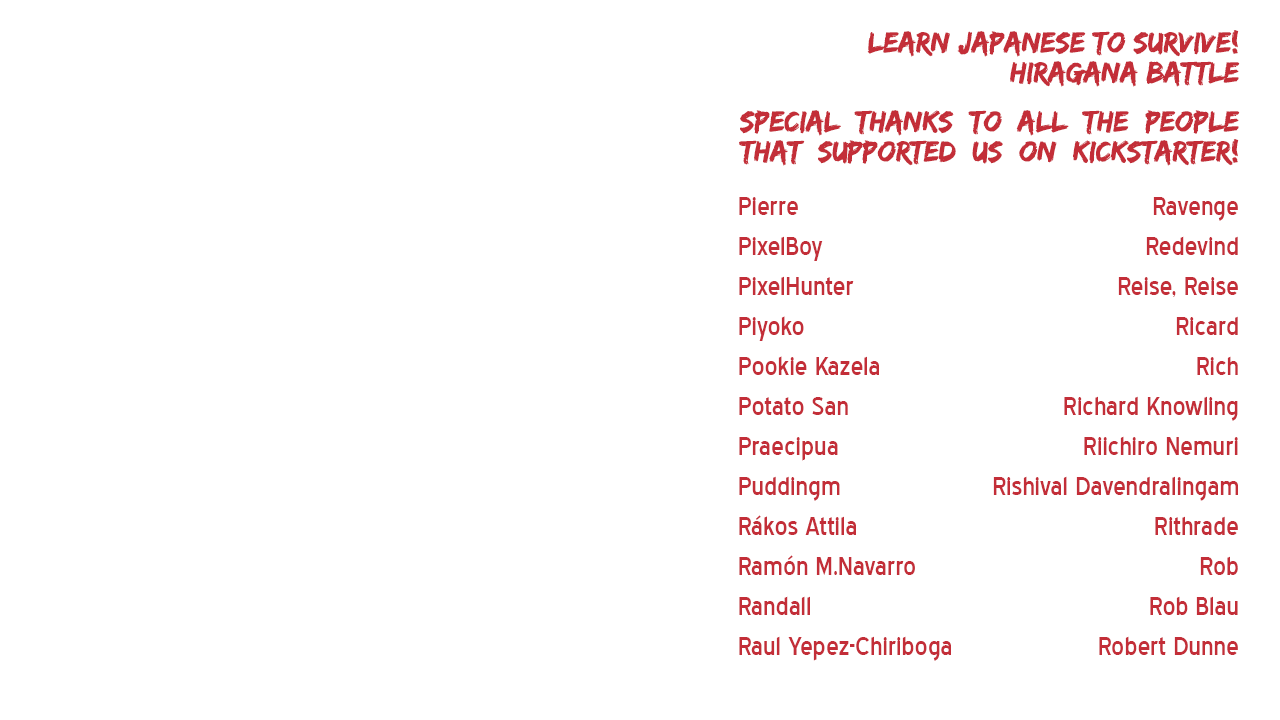 LEARN JAPANESE TO SURVIVE!
HIRAGANA BATTLE
SPECIAL THANKS TO ALL THE PEOPLE
THAT SUPPORTED US ON KICKSTARTER!
Pierre
PixelBoy
PixelHunter
Piyoko
Pookie Kazela
Potato San
Praecipua
Puddingm
Rákos Attila
Ramón M.Navarro
Randall
Raul Yepez-Chiriboga
Ravenge
Redevind
Reise, Reise
Ricard
Rich
Richard Knowling
Riichiro Nemuri
Rishival Davendralingam
Rithrade
Rob
Rob Blau
Robert Dunne